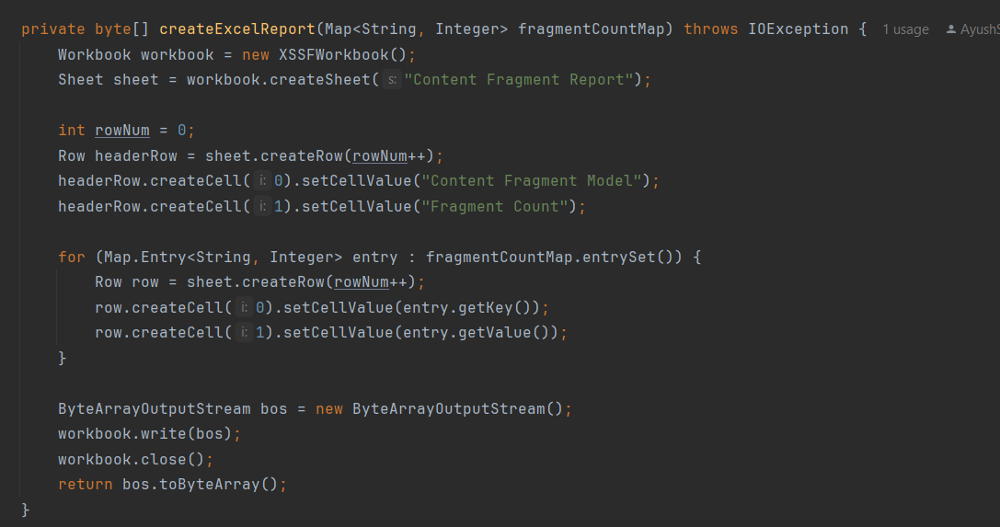 private byte[] createExcelReport(Map<String, Integer> fragmentCountMap) throws IOException { 1 usage AyushS
Workbook workbook = new XSSFWorkbook();
Sheet sheet = workbook.createSheet( s: "Content Fragment Report");
int rowNum = 0;
Row headerRow = sheet.createRow(rowNum++);
headerRow.createCell( i: 0).setCellValue("Content Fragment Model");
headerRow.createCell( i: 1).setCellValue("Fragment Count");
for (Map.Entry<String, Integer> entry : fragmentCountMap.entrySet()) {
Row row = sheet.createRow(rowNum++);
row.createCell( i: 0).setCellValue(entry.getKey());
row.createCell( i: 1).setCellValue(entry.getValue());
}
ByteArrayOutputStream bos = new ByteArrayOutputStream();
workbook.write(bos);
workbook.close();
return bos.toByteArray();
}